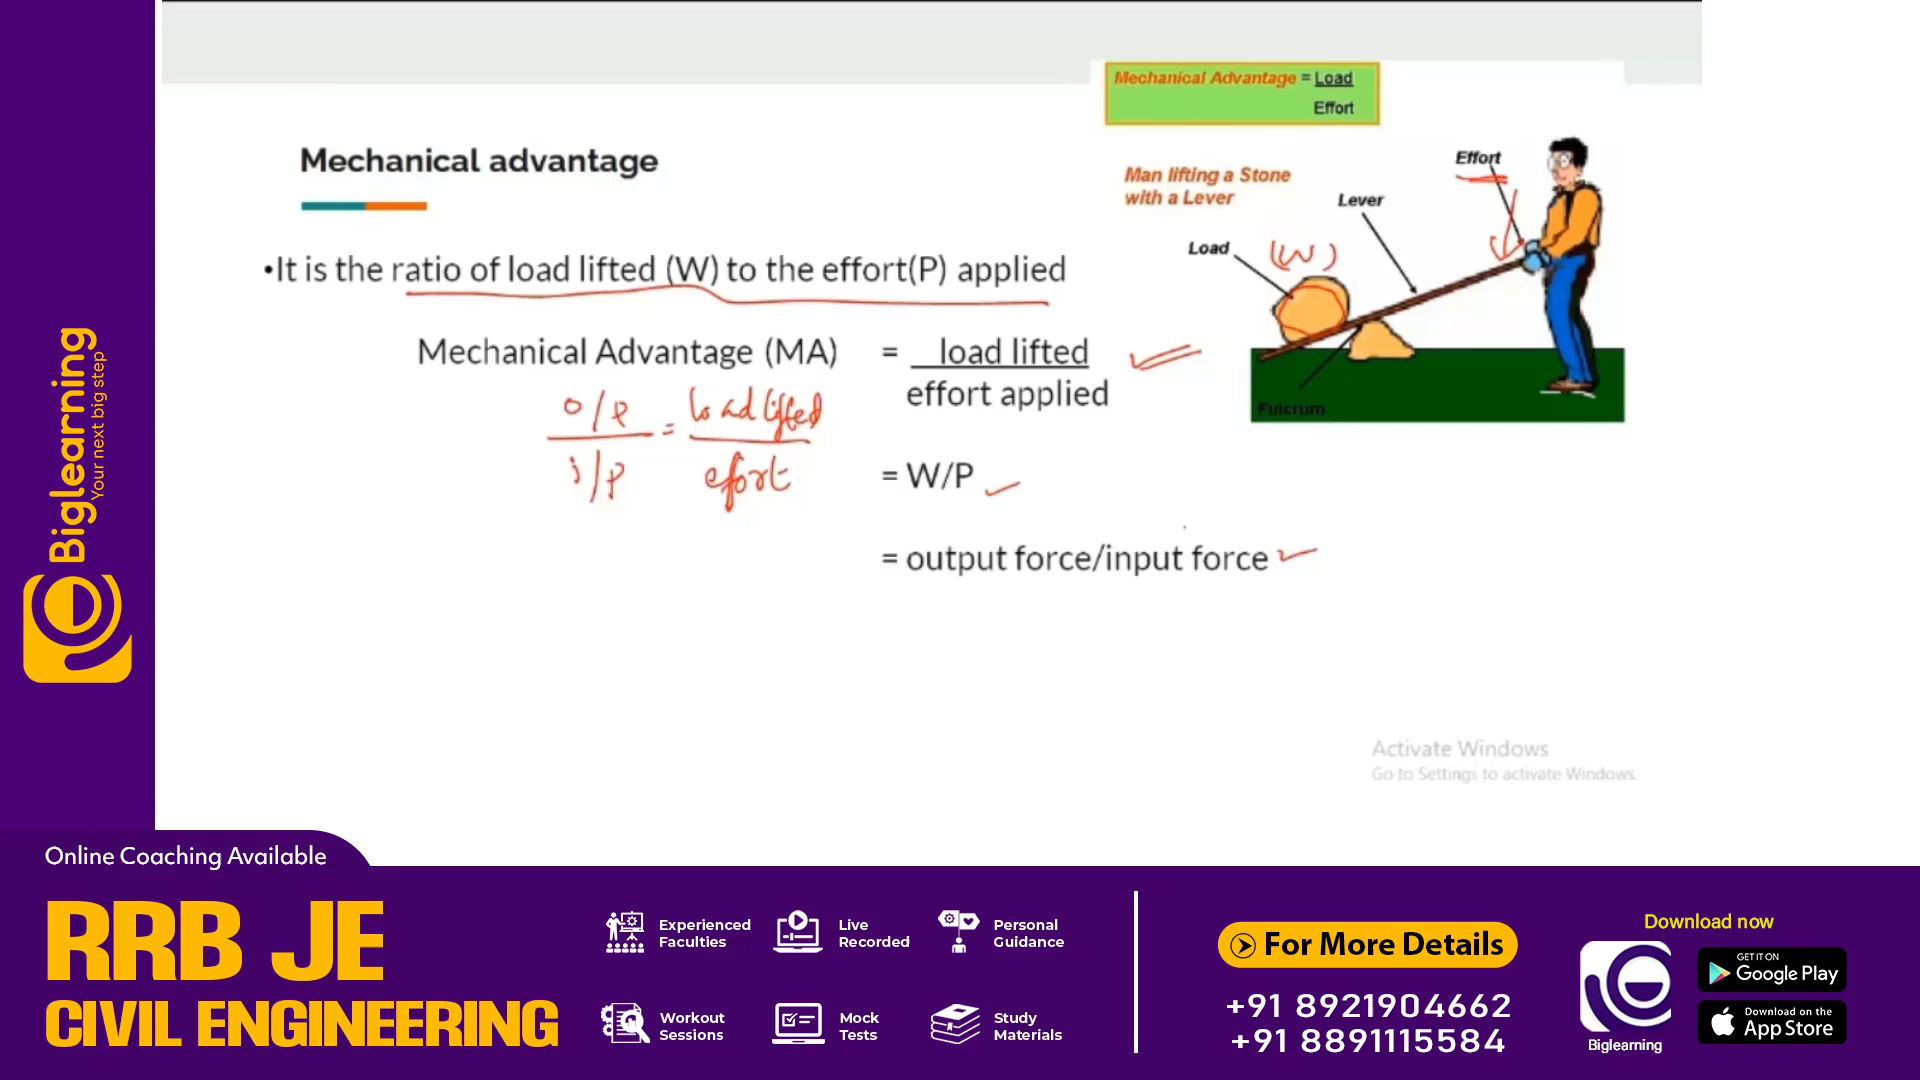 Mechanical Advantage = Load
Effort
Mechanical advantage
Man lifting a Stone
with a Lever
Effort
Lever
Load
(W)
•It is the ratio of load lifted (W) to the effort(P) applied
Mechanical Advantage (MA) = load lifted
effort applied
o/p = load lifted
i/p efort
= W/P
= output force/input force
Fulcrum
Activate Windows
Go to Settings to activate Windows.
Biglearning
Your next big step
Online Coaching Available
RRB JE
CIVIL ENGINEERING
Experienced
Faculties
Live
Recorded
Personal
Guidance
Workout
Sessions
Mock
Tests
Study
Materials
For More Details
+91 8921904662
+91 8891115584
Download now
Biglearning
GET IT ON
Google Play
Download on the
App Store